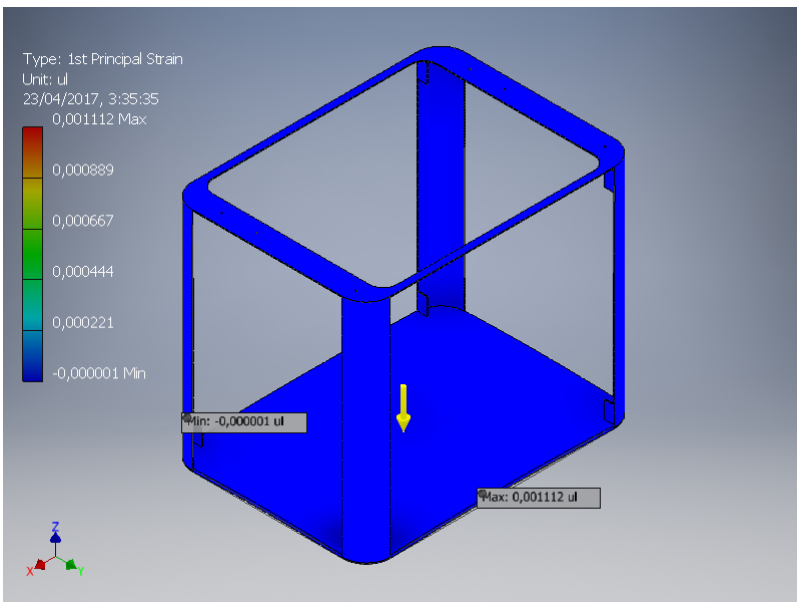 Type: 1st Principal Strain
Unit: ul
23/04/2017, 3:35:35
0,001112 Max
0,000889
0,000667
0,000444
0,000221
-0,000001 Min
Min: -0,000001 ul
Max: 0,001112 ul
Z
X
Y